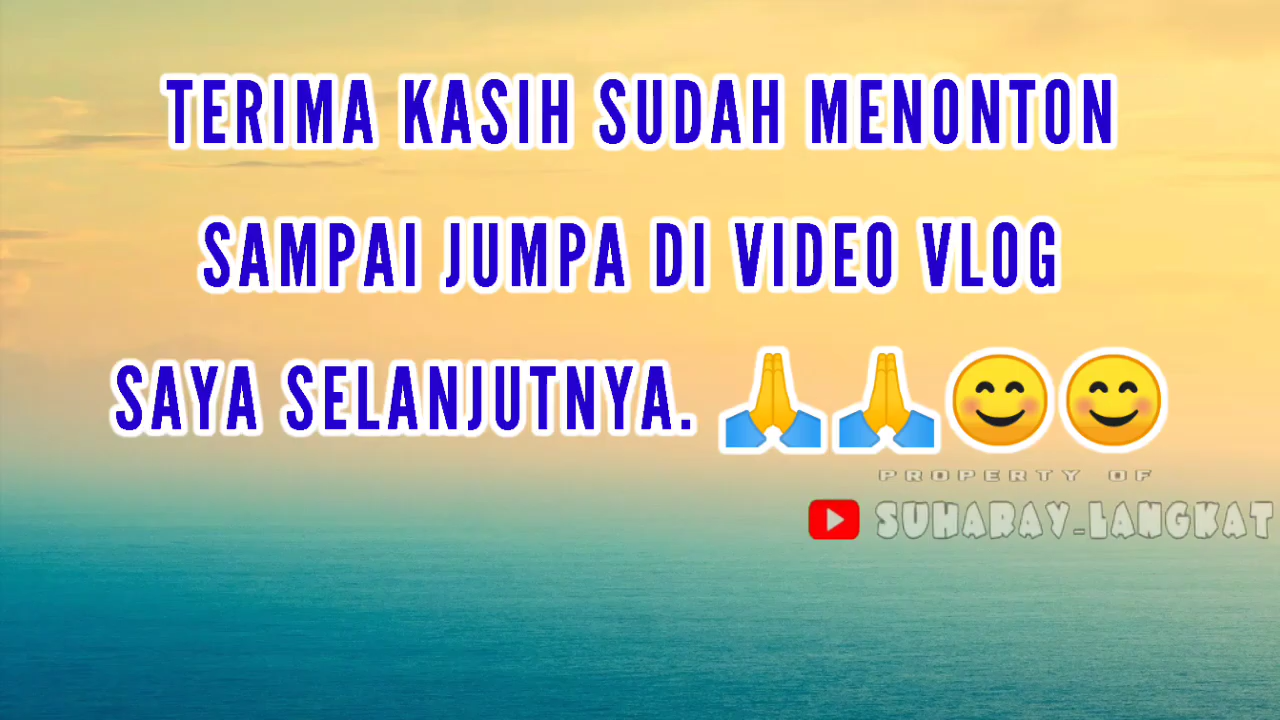 TERIMA KASIH SUDAH MENONTON
SAMPAI JUMPA DI VIDEO VLOG
SAYA SELANJUTNYA. 🙏🙏😊😊
PROPERTY OF
SUHARAY_LANGKAT